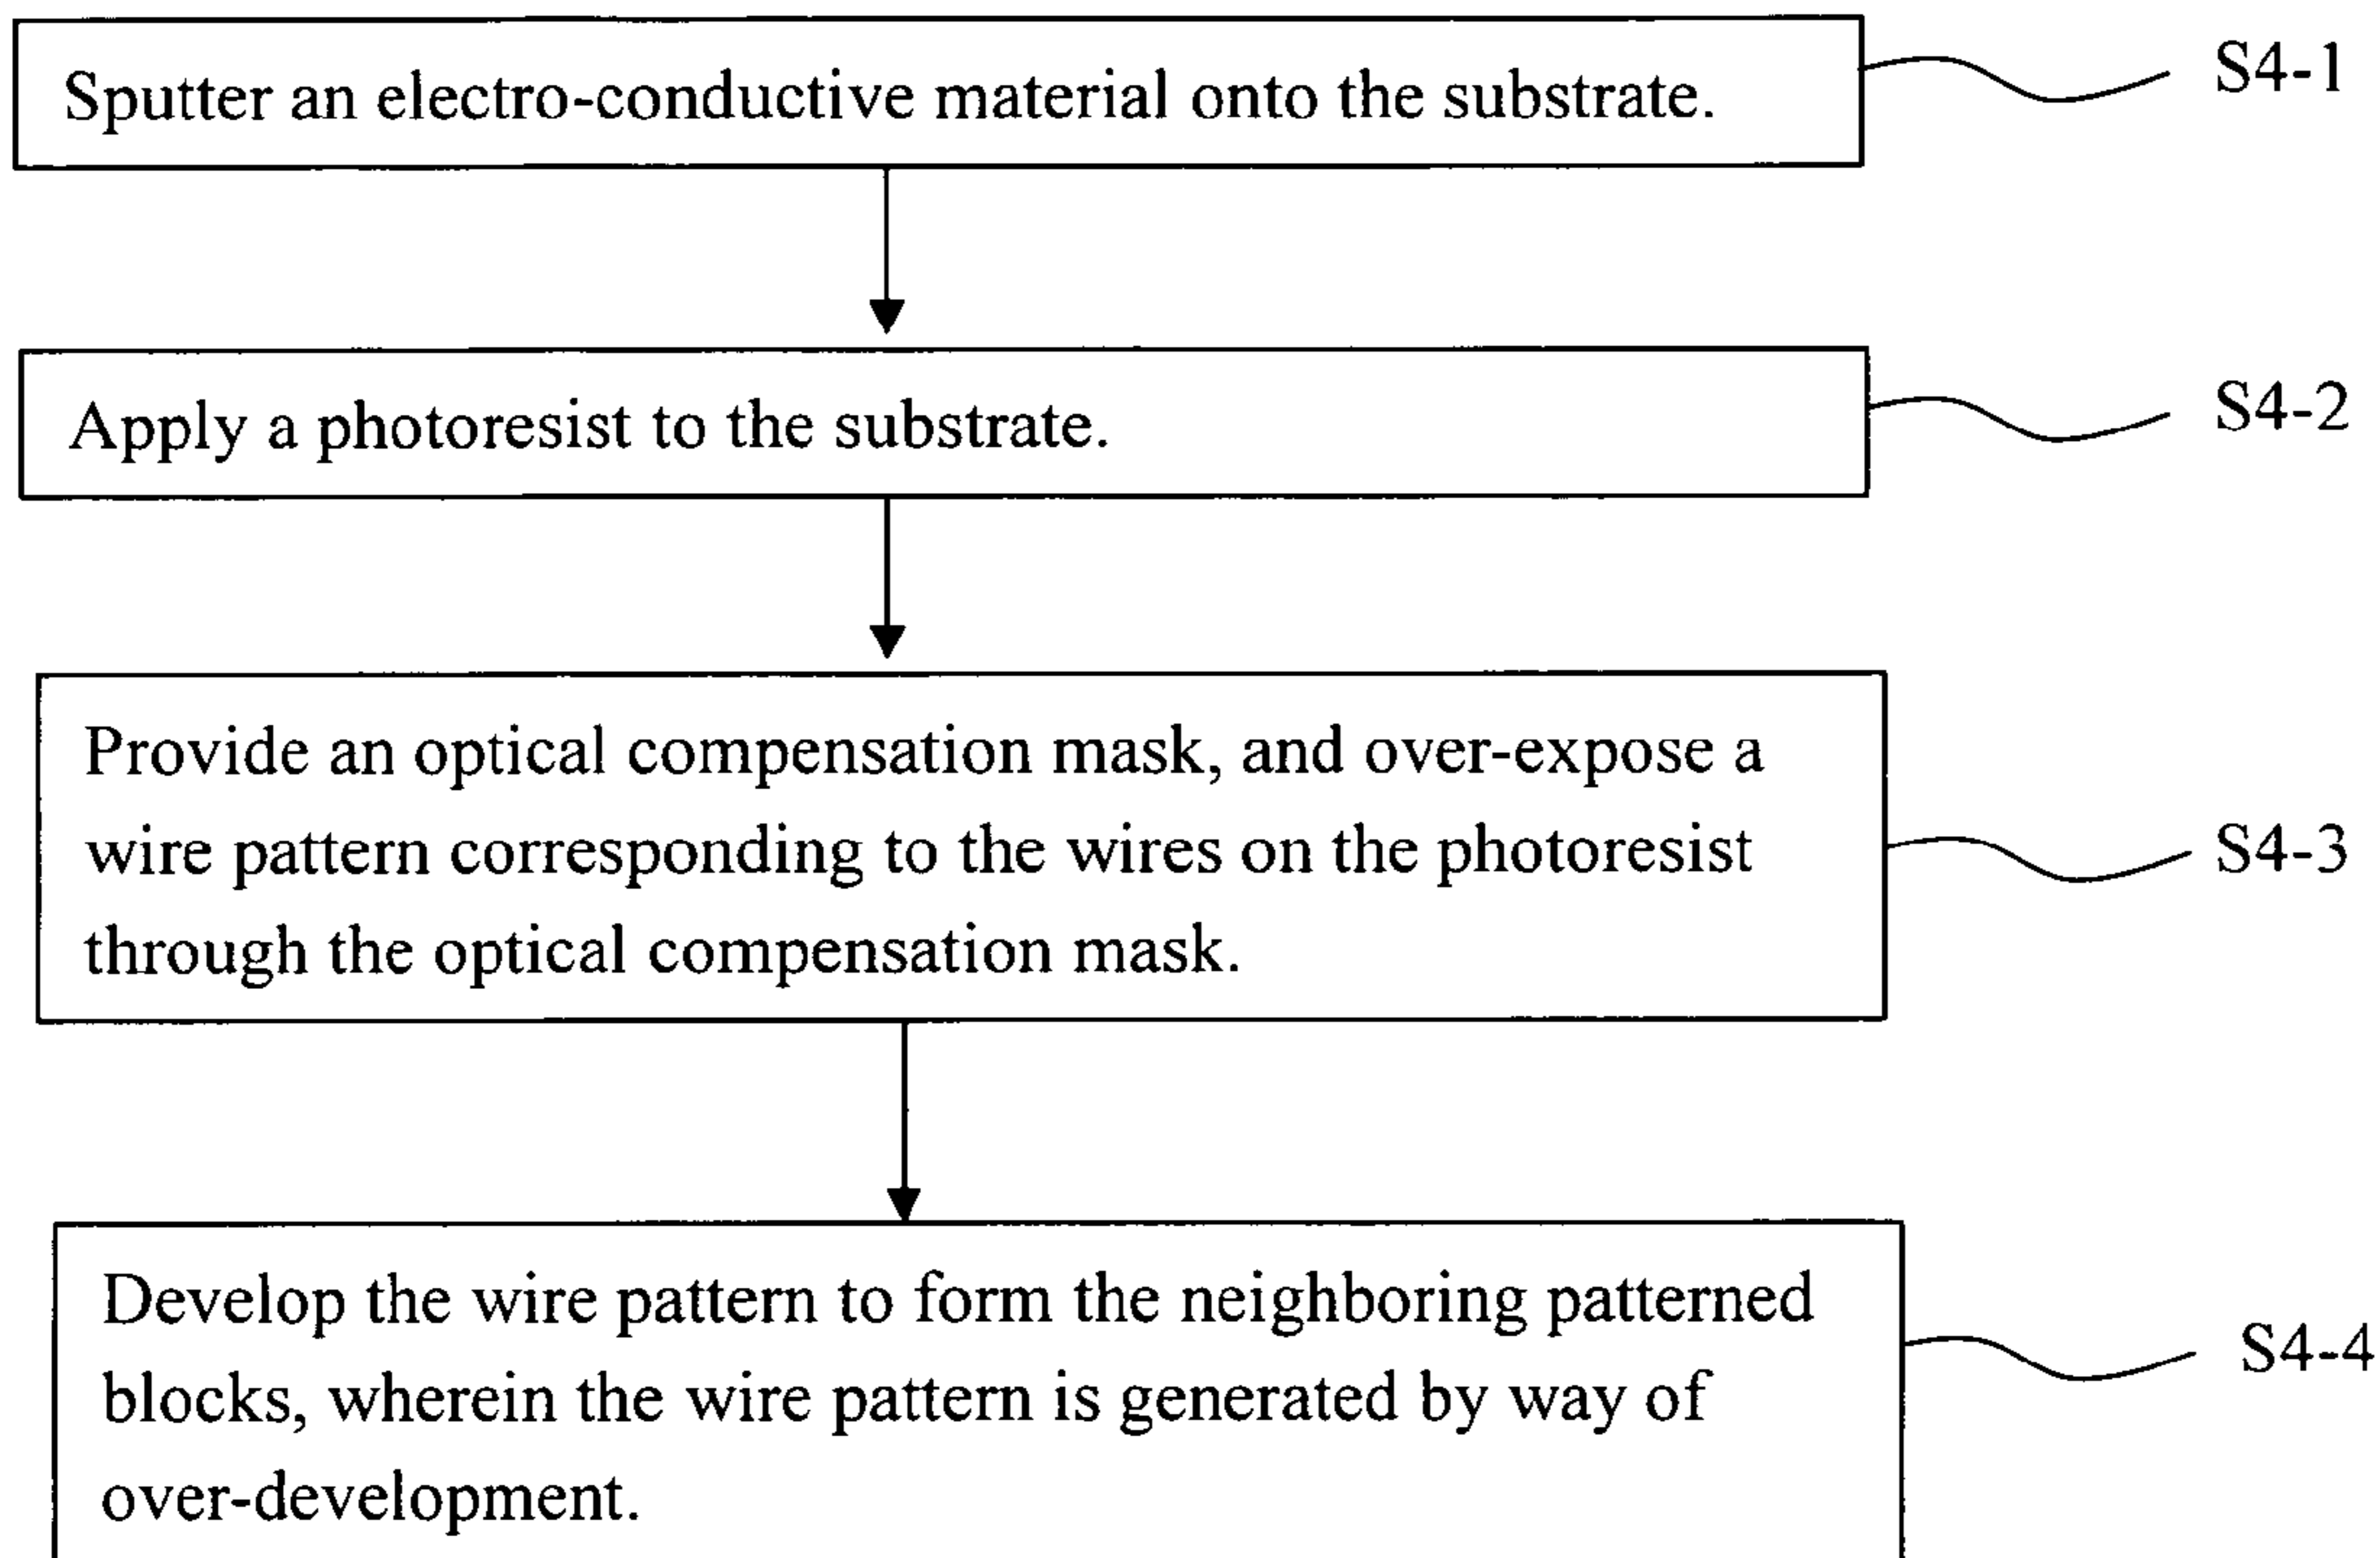 Sputter an electro-conductive material onto the substrate.
S4-1
Apply a photoresist to the substrate.
S4-2
Provide an optical compensation mask, and over-expose a
wire pattern corresponding to the wires on the photoresist
through the optical compensation mask.
S4-3
Develop the wire pattern to form the neighboring patterned
blocks, wherein the wire pattern is generated by way of
over-development.
S4-4